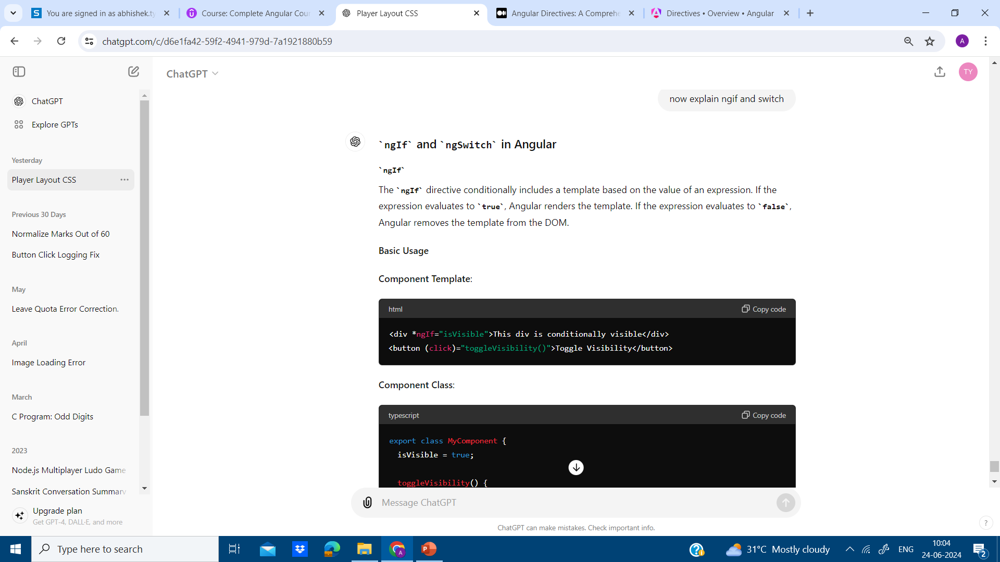 You are signed in as abhishek.ty
Course: Complete Angular Cour
Player Layout CSS
Angular Directives: A Comprehe
Directives • Overview • Angular
chatgpt.com/c/d6e1fa42-59f2-4941-979d-7a1921880b59
A
ChatGPT
Explore GPTs
Yesterday
Player Layout CSS
Previous 30 Days
Normalize Marks Out of 60
Button Click Logging Fix
May
Leave Quota Error Correction.
April
Image Loading Error
March
C Program: Odd Digits
2023
Node.js Multiplayer Ludo Game
Sanskrit Conversation Summary
Upgrade plan
Get GPT-4, DALL·E, and more
ChatGPT
TY
now explain ngif and switch
`ngIf` and `ngSwitch` in Angular
`ngIf`
The `ngIf` directive conditionally includes a template based on the value of an expression. If the
expression evaluates to `true`, Angular renders the template. If the expression evaluates to `false`,
Angular removes the template from the DOM.
Basic Usage
Component Template:
html
Copy code
<div *ngIf="isVisible">This div is conditionally visible</div>
<button (click)="toggleVisibility()">Toggle Visibility</button>
Component Class:
typescript
Copy code
export class MyComponent {
isVisible = true;
toggleVisibility() {
Message ChatGPT
ChatGPT can make mistakes. Check important info.
?
Type here to search
31°C Mostly cloudy
ENG
10:04
24-06-2024
2